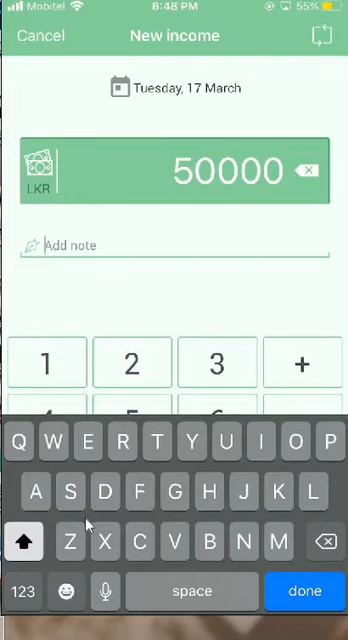 Mobitel 8:48 PM 55%
Cancel New income
Tuesday, 17 March
LKR 50000
Add note
1 2 3 +
Q W E R T Y U I O P
A S D F G H J K L
Z X C V B N M
123 space done